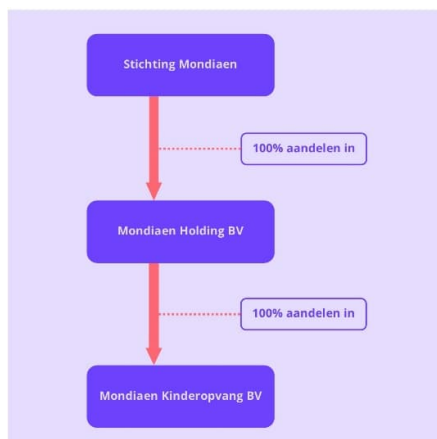 Stichting Mondiaen
100% aandelen in
Mondiaen Holding BV
100% aandelen in
Mondiaen Kinderopvang BV